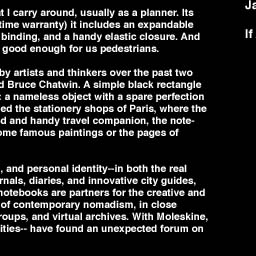 t I carry around, usually as a planner. Its
time warranty) it includes an expandable
binding, and a handy elastic closure. And
good enough for us pedestrians.
by artists and thinkers over the past two
d Bruce Chatwin. A simple black rectangle
a nameless object with a spare perfection
ed the stationery shops of Paris, where the
d and handy travel companion, the note-
ome famous paintings or the pages of
, and personal identity--in both the real
rnals, diaries, and innovative city guides,
notebooks are partners for the creative and
of contemporary nomadism, in close
roups, and virtual archives. With Moleskine,
ities-- have found an unexpected forum on
Ja
If